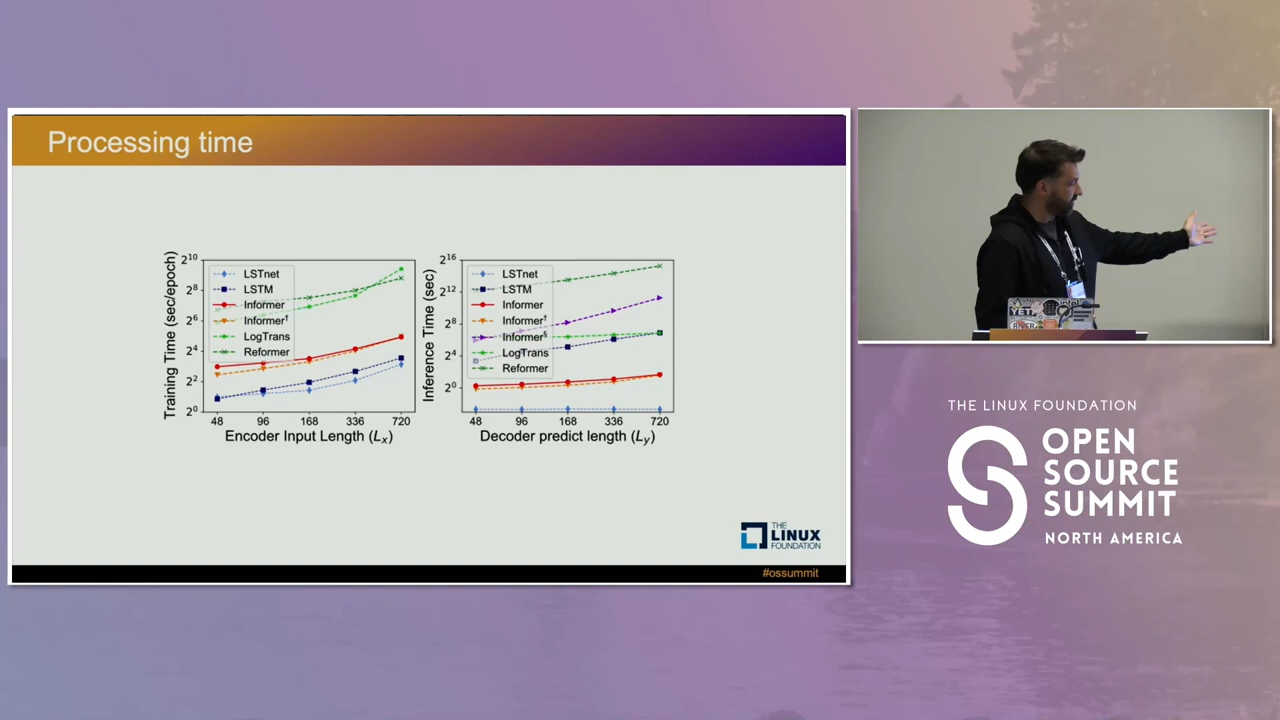 Processing time
Training Time (sec/epoch)
2^10
2^8
2^6
2^4
2^2
2^0
LSTnet
LSTM
Informer
Informer†
LogTrans
Reformer
48 96 168 336 720
Encoder Input Length (Lx)
Inference Time (sec)
2^16
2^12
2^8
2^4
2^0
LSTnet
LSTM
Informer
Informer†
Informer§
LogTrans
Reformer
48 96 168 336 720
Decoder predict length (Ly)
THE
LINUX
FOUNDATION
#ossummit
YET
intel
RIVER
THE LINUX FOUNDATION
OPEN
SOURCE
SUMMIT
NORTH AMERICA